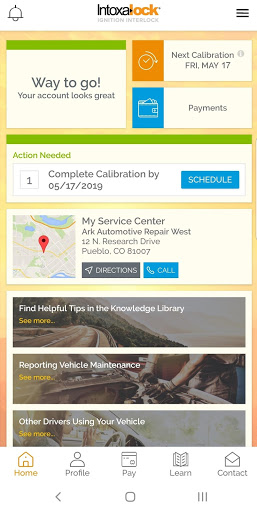 Intoxalock
IGNITION INTERLOCK
Way to go!
Your account looks great
Next Calibration
FRI, MAY 17
Payments
Action Needed
1
Complete Calibration by
05/17/2019
SCHEDULE
My Service Center
Ark Automotive Repair West
12 N. Research Drive
Pueblo, CO 81007
DIRECTIONS
CALL
Find Helpful Tips in the Knowledge Library
See more...
Reporting Vehicle Maintenance
See more...
Other Drivers Using Your Vehicle
See more...
Home
Profile
Pay
Learn
Contact